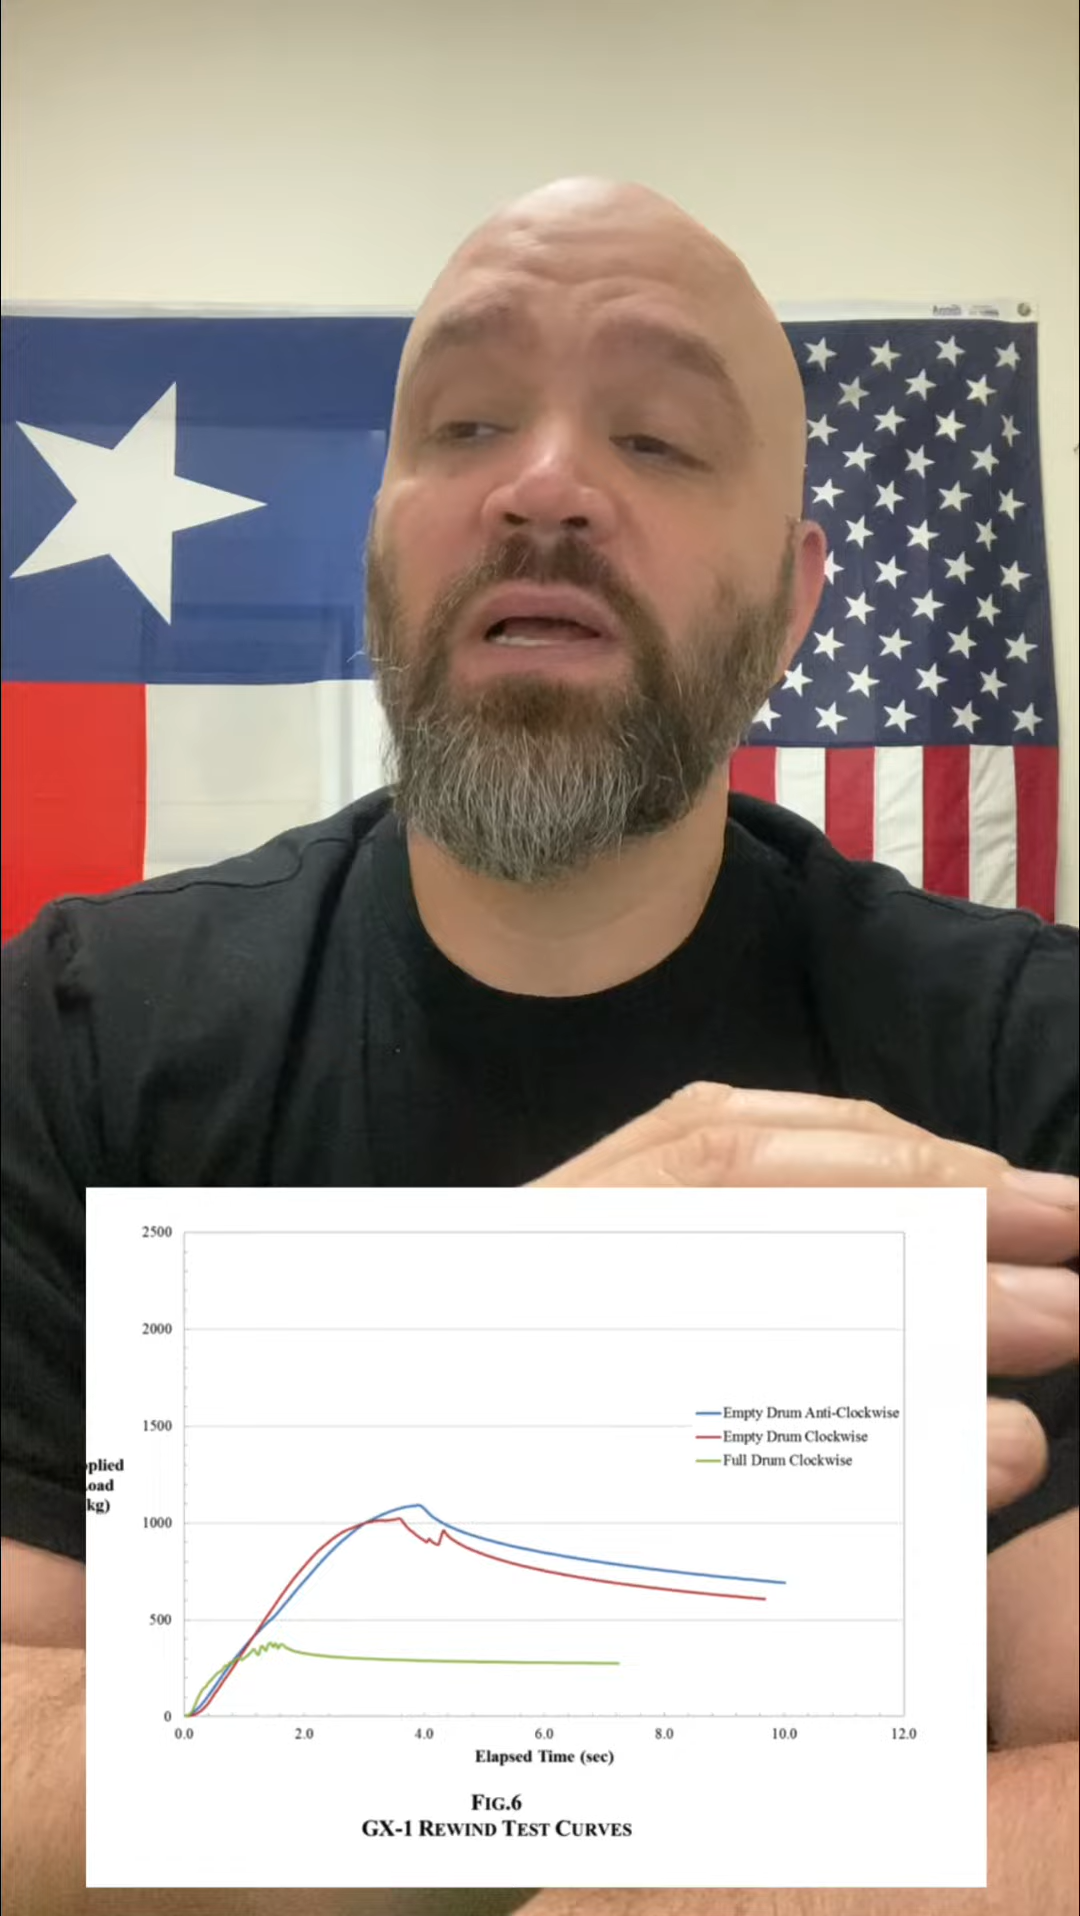 2500
2000
1500
1000
500
0
pplied
oad
kg)
Empty Drum Anti-Clockwise
Empty Drum Clockwise
Full Drum Clockwise
0.0 2.0 4.0 6.0 8.0 10.0 12.0
Elapsed Time (sec)
FIG.6
GX-1 REWIND TEST CURVES